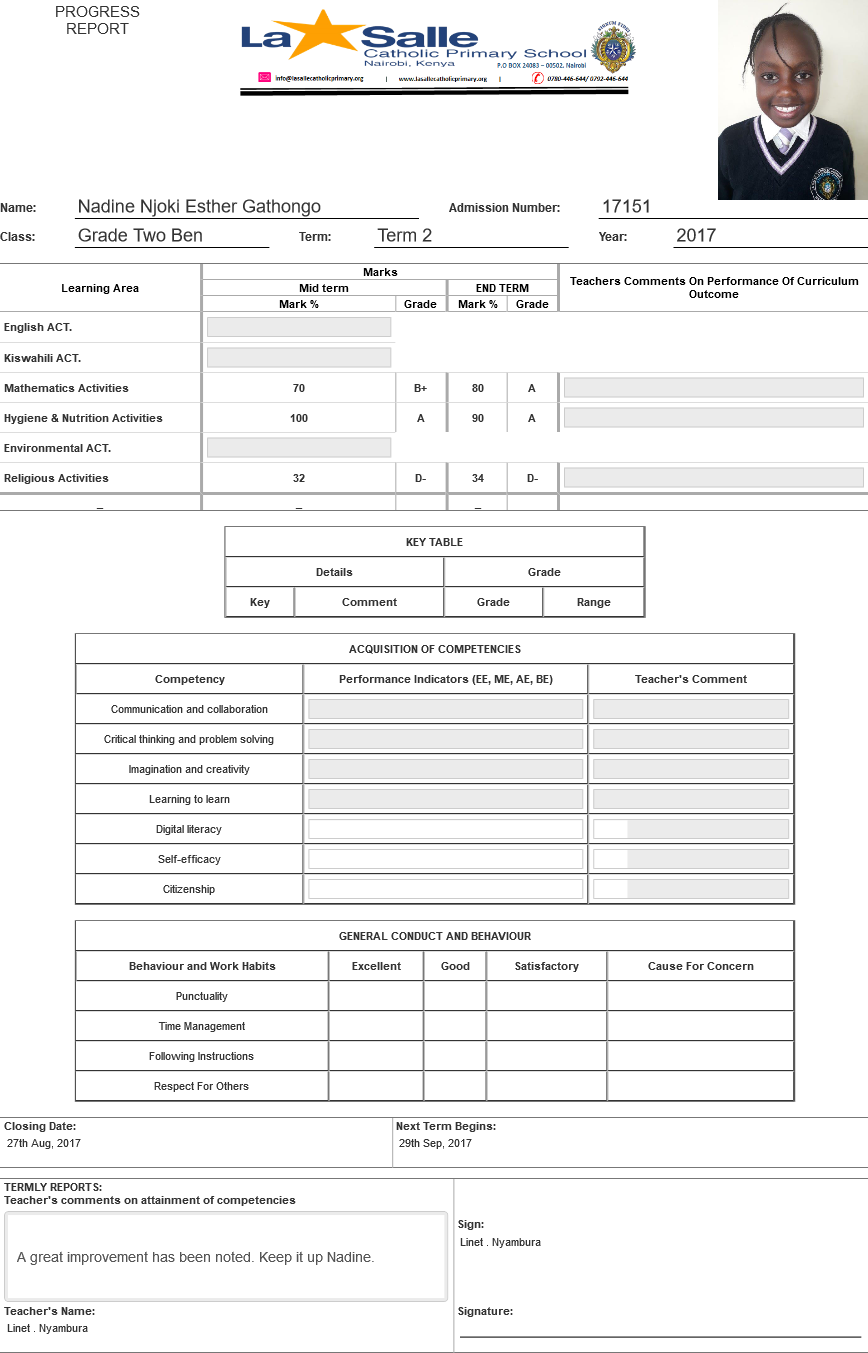 PROGRESS
REPORT
La Salle
Catholic Primary School
Nairobi, Kenya
P.O BOX 24083 – 00502, Nairobi
info@lasallecatholicprimary.org | www.lasallecatholicprimary.org | 0780-446-644/ 0792-446-644
Name: Nadine Njoki Esther Gathongo Admission Number: 17151
Class: Grade Two Ben Term: Term 2 Year: 2017
Learning Area Marks Teachers Comments On Performance Of Curriculum Outcome
Mid term END TERM
Mark % Grade Mark % Grade
English ACT.
Kiswahili ACT.
Mathematics Activities 70 B+ 80 A
Hygiene & Nutrition Activities 100 A 90 A
Environmental ACT.
Religious Activities 32 D- 34 D-
_ _ _
KEY TABLE
Details Grade
Key Comment Grade Range
ACQUISITION OF COMPETENCIES
Competency Performance Indicators (EE, ME, AE, BE) Teacher's Comment
Communication and collaboration
Critical thinking and problem solving
Imagination and creativity
Learning to learn
Digital literacy
Self-efficacy
Citizenship
GENERAL CONDUCT AND BEHAVIOUR
Behaviour and Work Habits Excellent Good Satisfactory Cause For Concern
Punctuality
Time Management
Following Instructions
Respect For Others
Closing Date: Next Term Begins:
27th Aug, 2017 29th Sep, 2017
TERMLY REPORTS:
Teacher's comments on attainment of competencies
A great improvement has been noted. Keep it up Nadine.
Sign:
Linet . Nyambura
Teacher's Name: Signature:
Linet . Nyambura